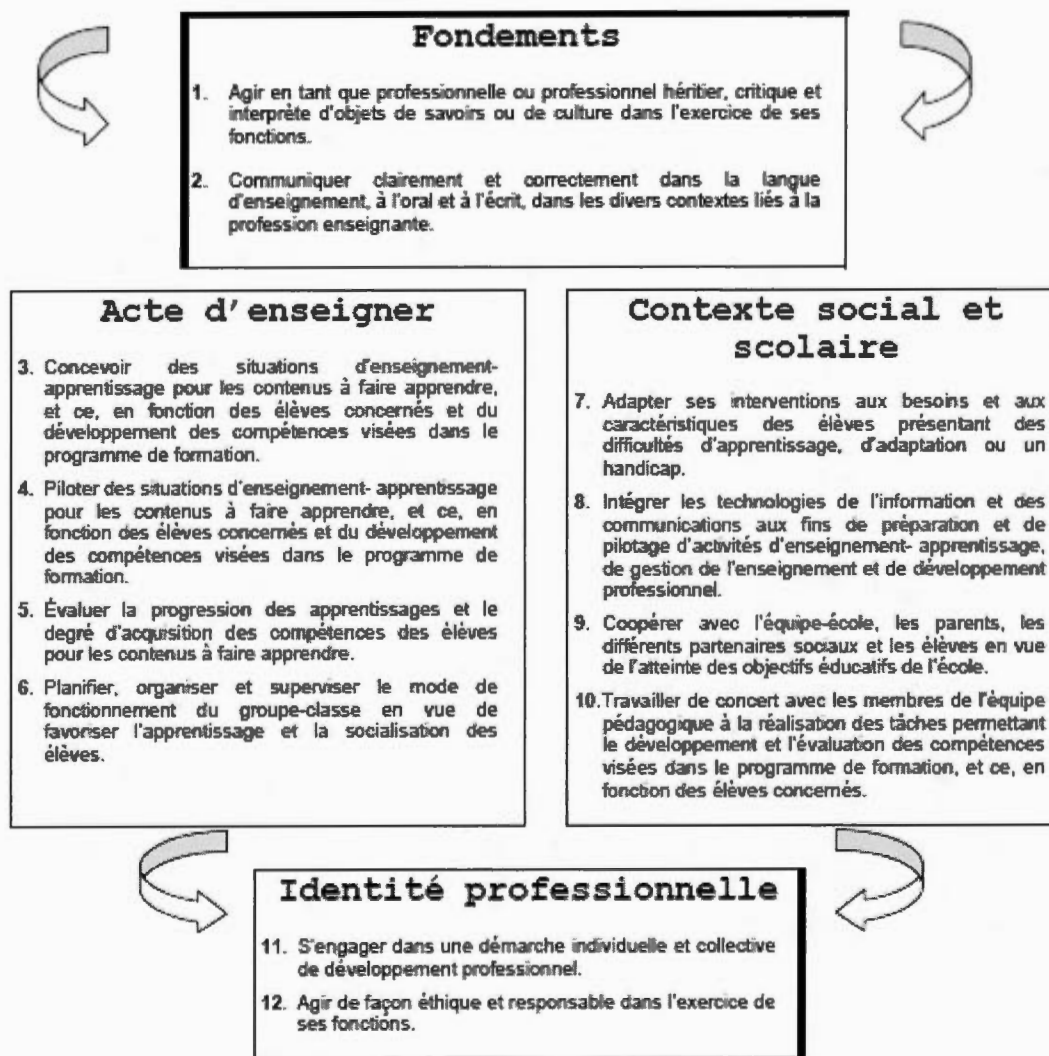 Fondements
1. Agir en tant que professionnelle ou professionnel héritier, critique et
interprète d'objets de savoirs ou de culture dans l'exercice de ses
fonctions.
2. Communiquer clairement et correctement dans la langue
d'enseignement, à l'oral et à l'écrit, dans les divers contextes liés à la
profession enseignante.
Acte d'enseigner
3. Concevoir des situations d'enseignement-
apprentissage pour les contenus à faire apprendre,
et ce, en fonction des élèves concernés et du
développement des compétences visées dans le
programme de formation.
4. Piloter des situations d'enseignement- apprentissage
pour les contenus à faire apprendre, et ce, en
fonction des élèves concernés et du développement
des compétences visées dans le programme de
formation.
5. Évaluer la progression des apprentissages et le
degré d'acquisition des compétences des élèves
pour les contenus à faire apprendre.
6. Planifier, organiser et superviser le mode de
fonctionnement du groupe-classe en vue de
favoriser l'apprentissage et la socialisation des
élèves.
Contexte social et
scolaire
7. Adapter ses interventions aux besoins et aux
caractéristiques des élèves présentant des
difficultés d'apprentissage, d'adaptation ou un
handicap.
8. Intégrer les technologies de l'information et des
communications aux fins de préparation et de
pilotage d'activités d'enseignement- apprentissage,
de gestion de l'enseignement et de développement
professionnel.
9. Coopérer avec l'équipe-école, les parents, les
différents partenaires sociaux et les élèves en vue
de l'atteinte des objectifs éducatifs de l'école.
10.Travailler de concert avec les membres de l'équipe
pédagogique à la réalisation des tâches permettant
le développement et l'évaluation des compétences
visées dans le programme de formation, et ce, en
fonction des élèves concernés.
Identité professionnelle
11. S'engager dans une démarche individuelle et collective
de développement professionnel.
12. Agir de façon éthique et responsable dans l'exercice de
ses fonctions.